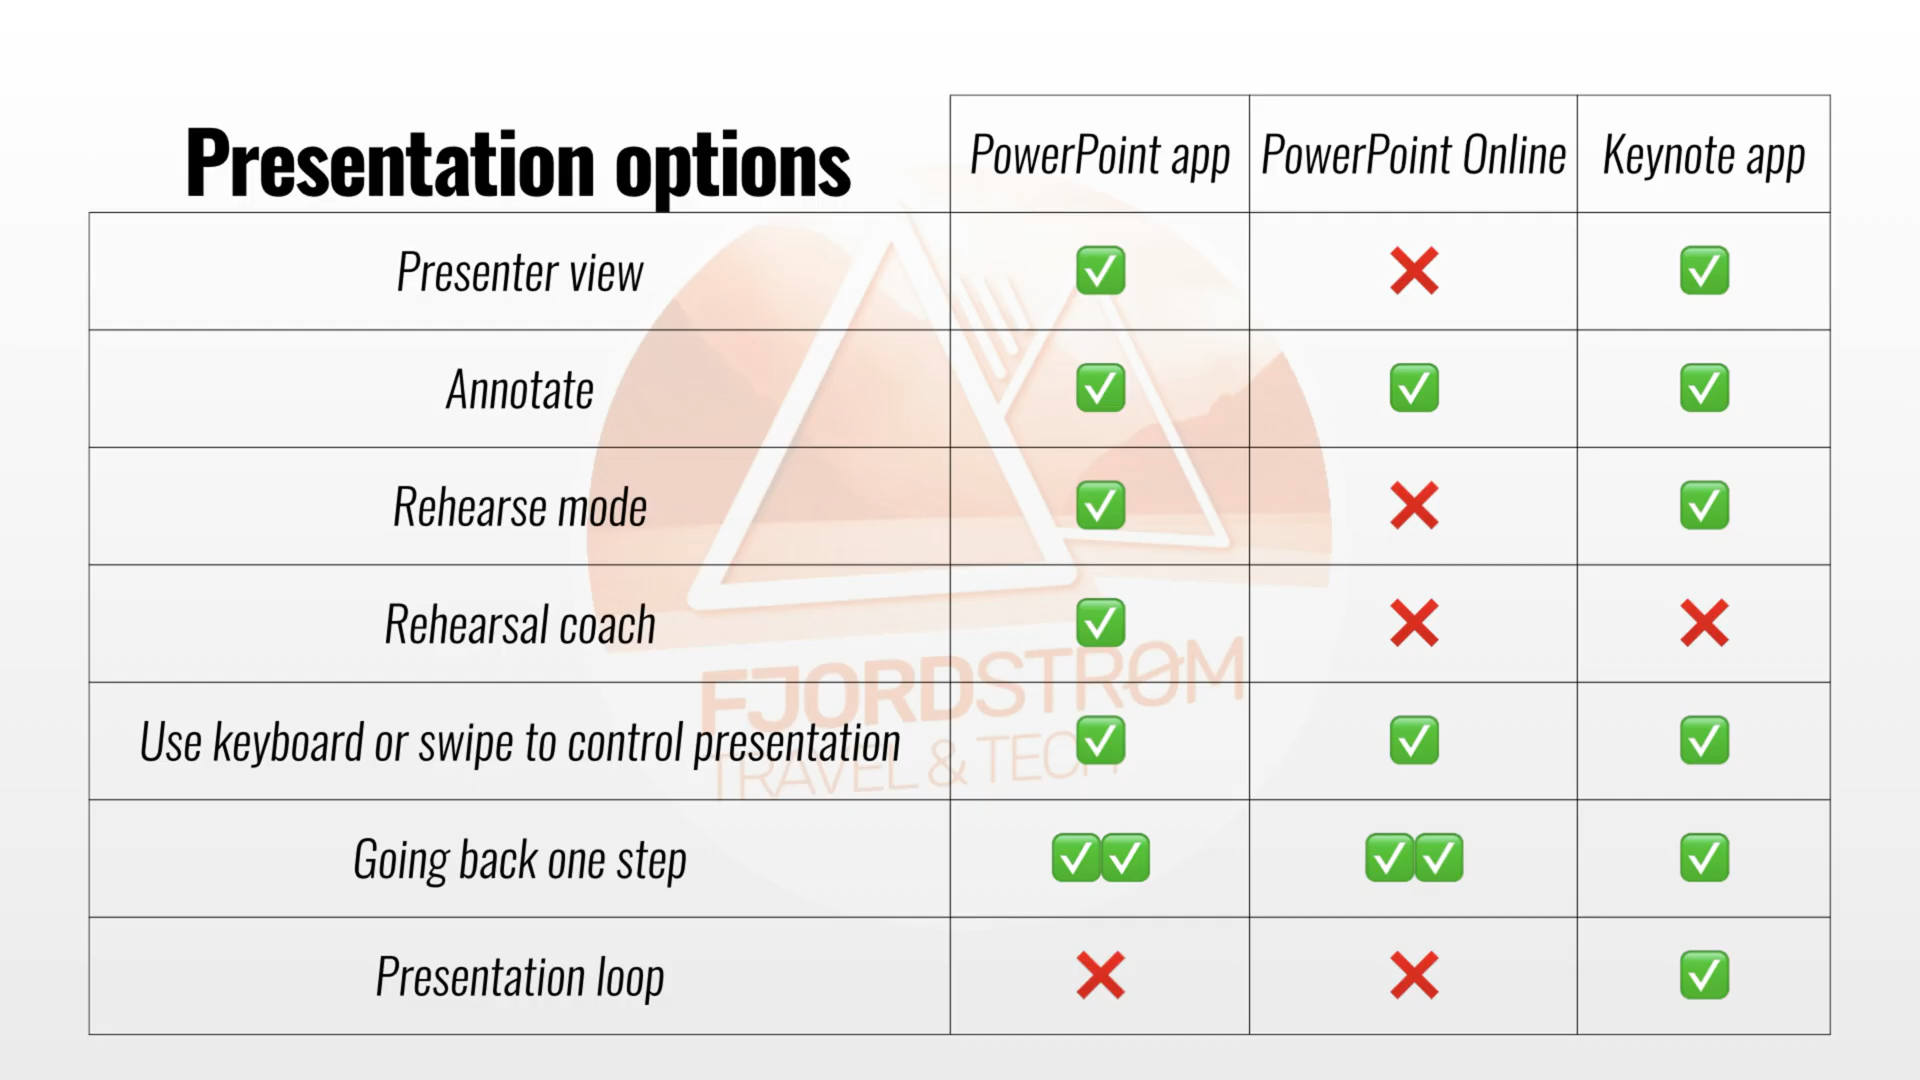 Presentation options PowerPoint app PowerPoint Online Keynote app
Presenter view ✅ ❌ ✅
Annotate ✅ ✅ ✅
Rehearse mode ✅ ❌ ✅
Rehearsal coach ✅ ❌ ❌
FJORDSTRØM
Use keyboard or swipe to control presentation ✅ ✅ ✅
TRAVEL & TECH
Going back one step ✅✅ ✅✅ ✅
Presentation loop ❌ ❌ ✅